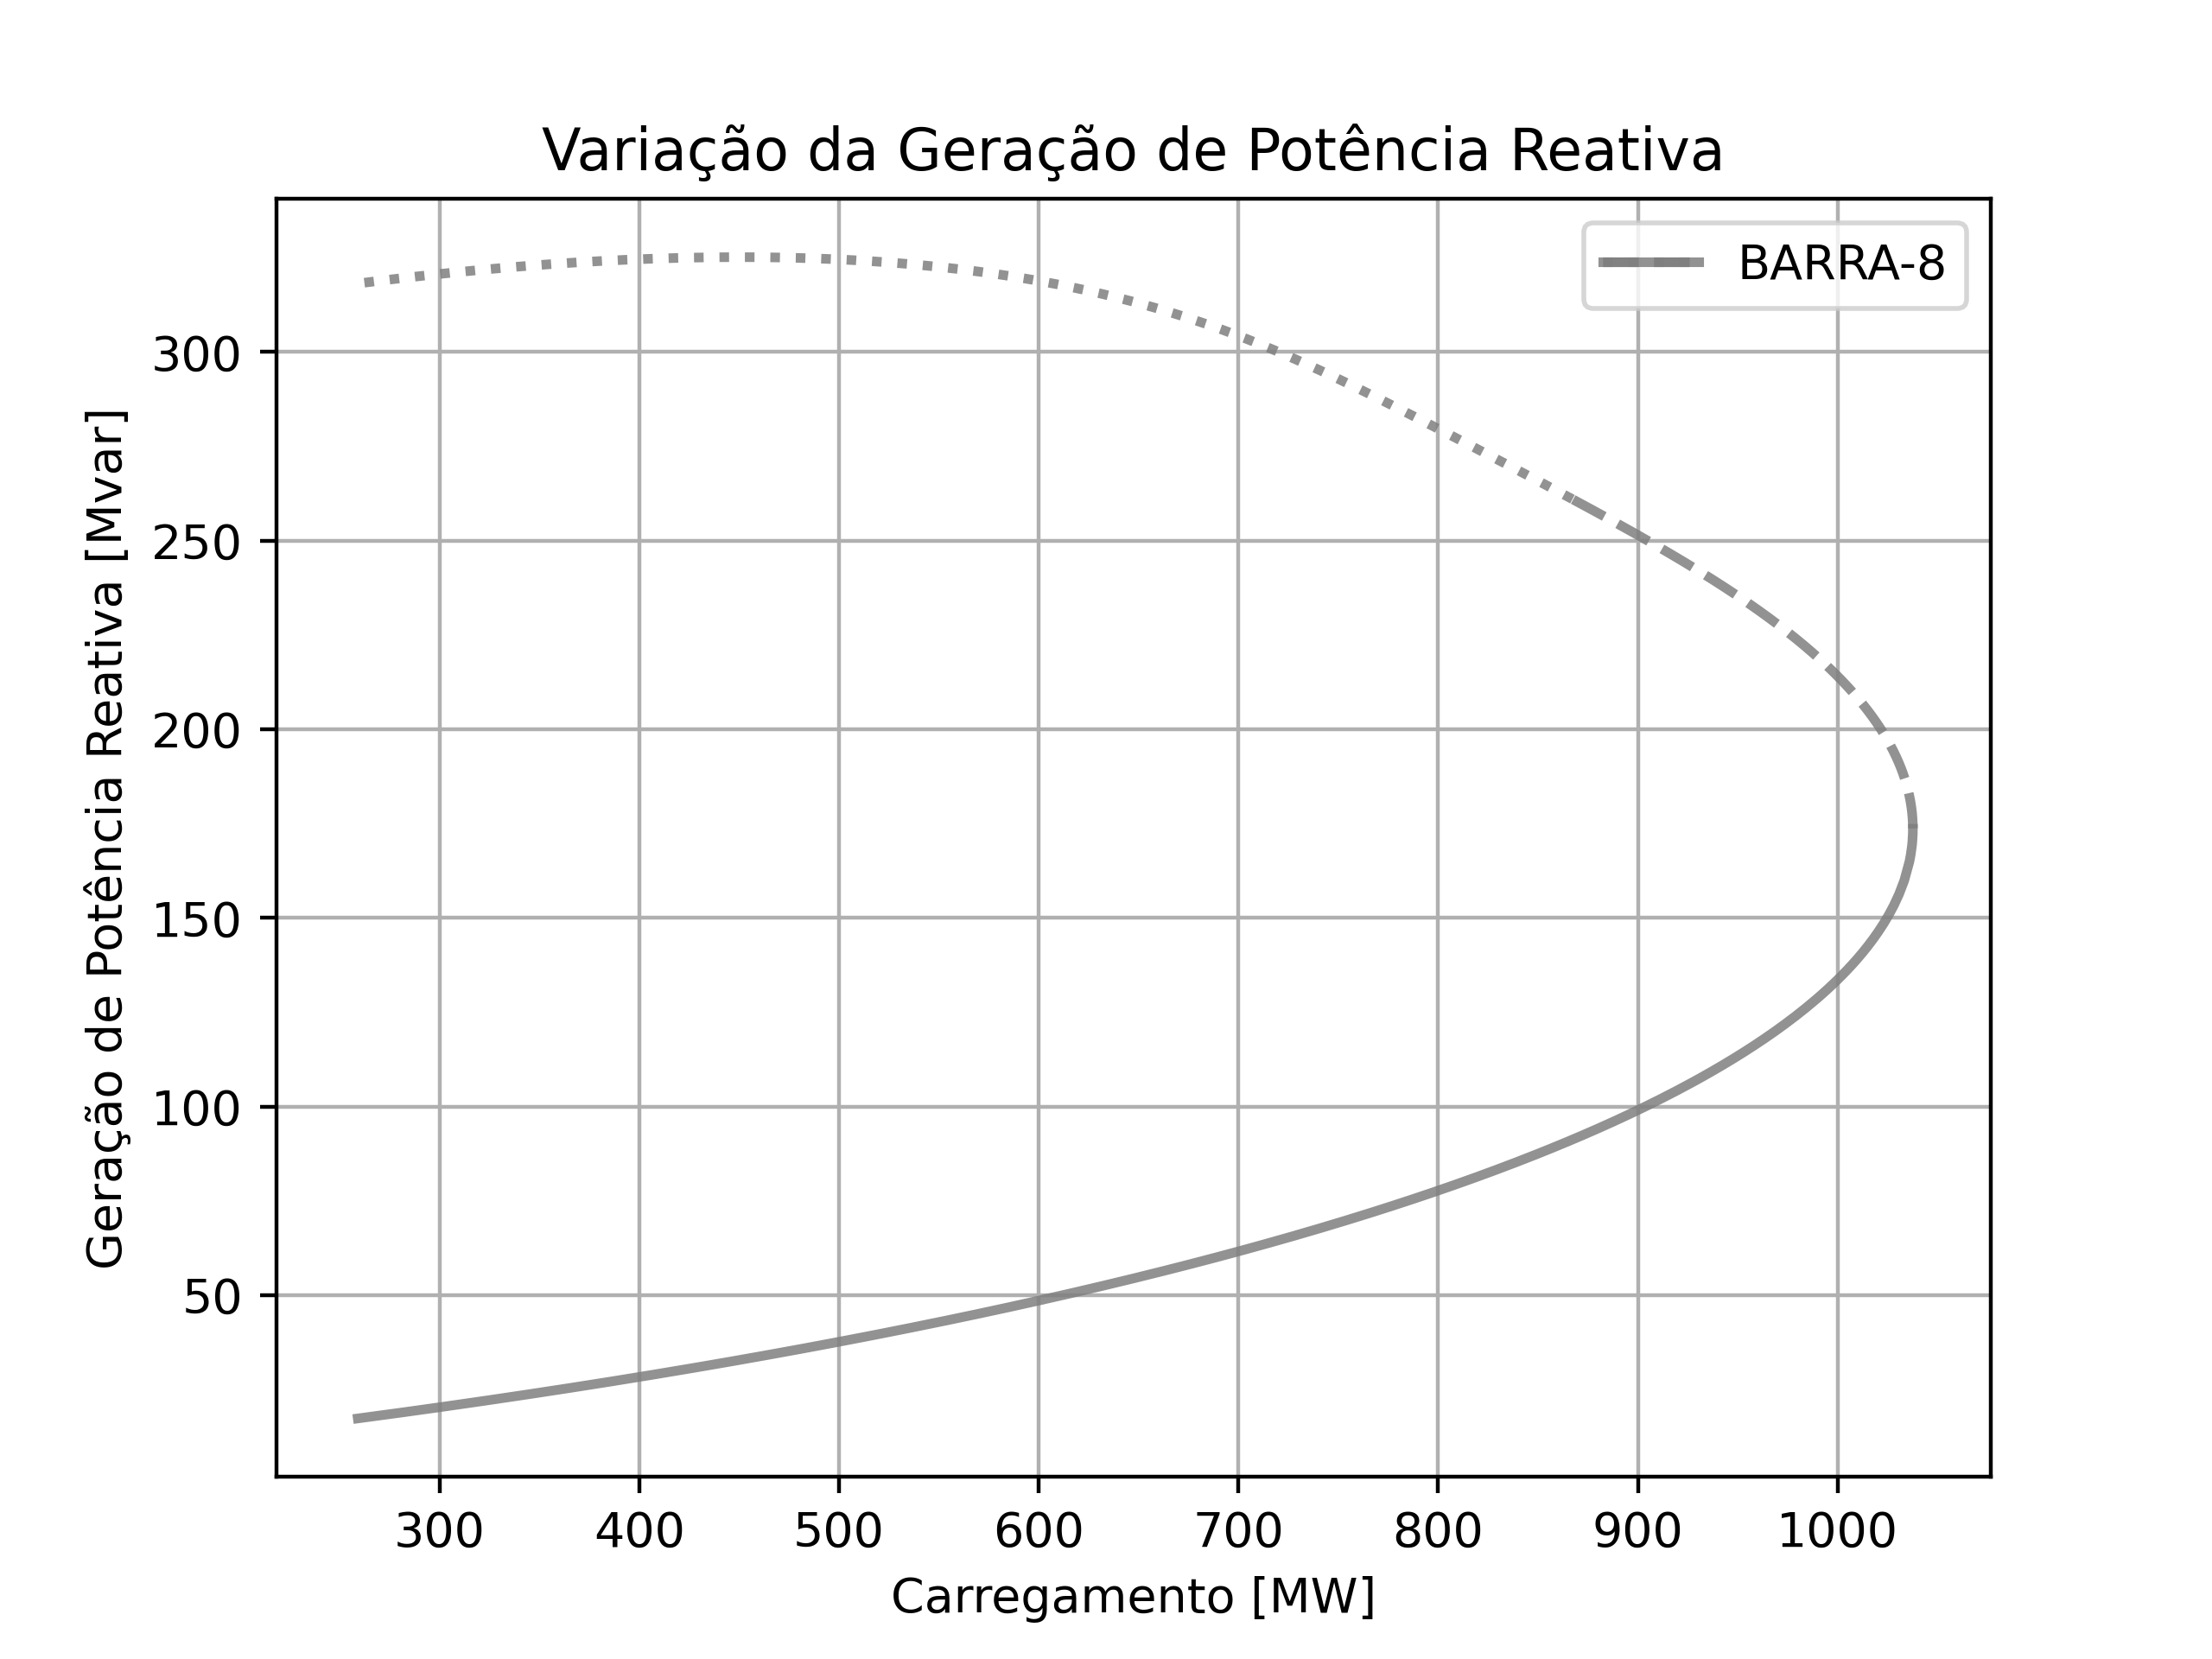 Variação da Geração de Potência Reativa
BARRA-8
Geração de Potência Reativa [Mvar]
300
250
200
150
100
50
300 400 500 600 700 800 900 1000
Carregamento [MW]